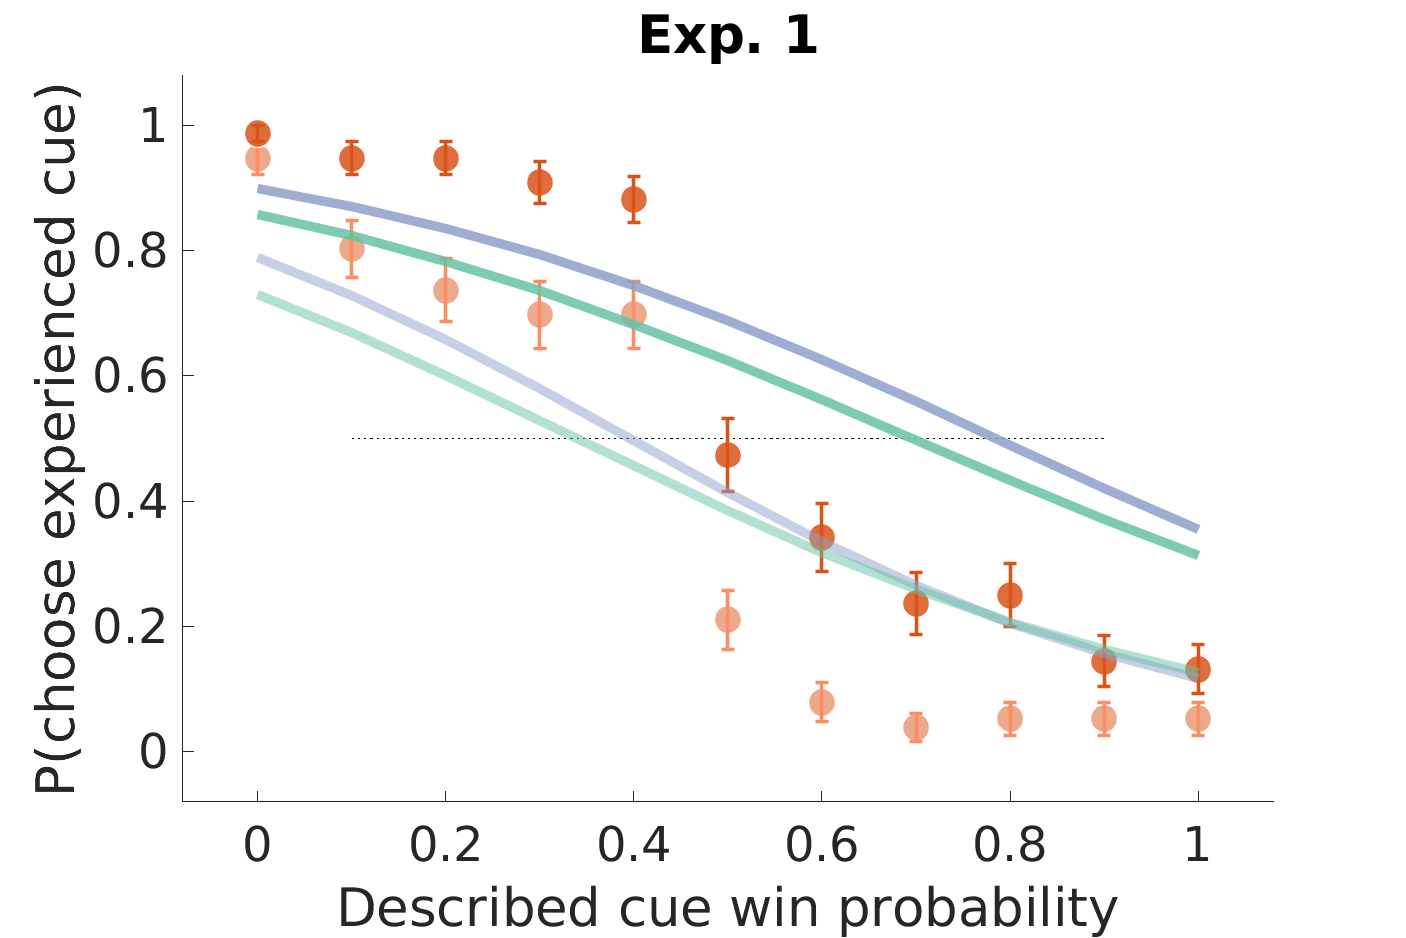 Exp. 1
P(choose experienced cue)
1
0.8
0.6
0.4
0.2
0
0 0.2 0.4 0.6 0.8 1
Described cue win probability